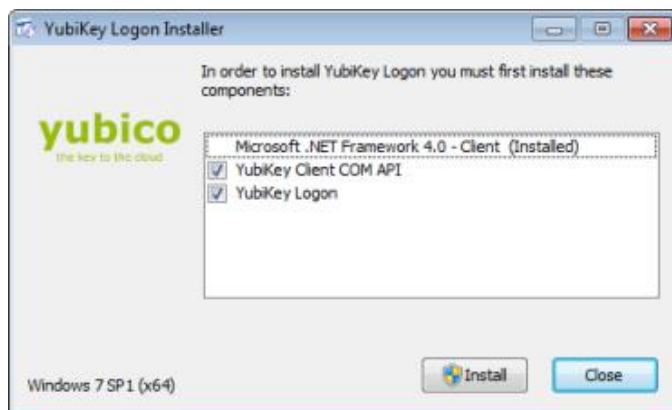 YubiKey Logon Installer
In order to install YubiKey Logon you must first install these
components:
yubico
the key to the cloud
Microsoft .NET Framework 4.0 - Client (Installed)
YubiKey Client COM API
YubiKey Logon
Windows 7 SP1 (x64)
Install
Close